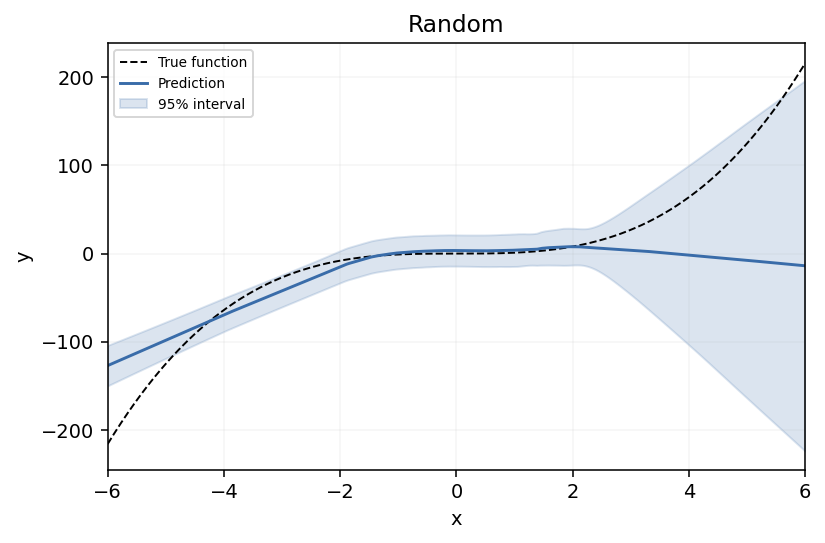 Random
True function
Prediction
95% interval
200
100
0
−100
−200
y
−6
−4
−2
0
2
4
6
x